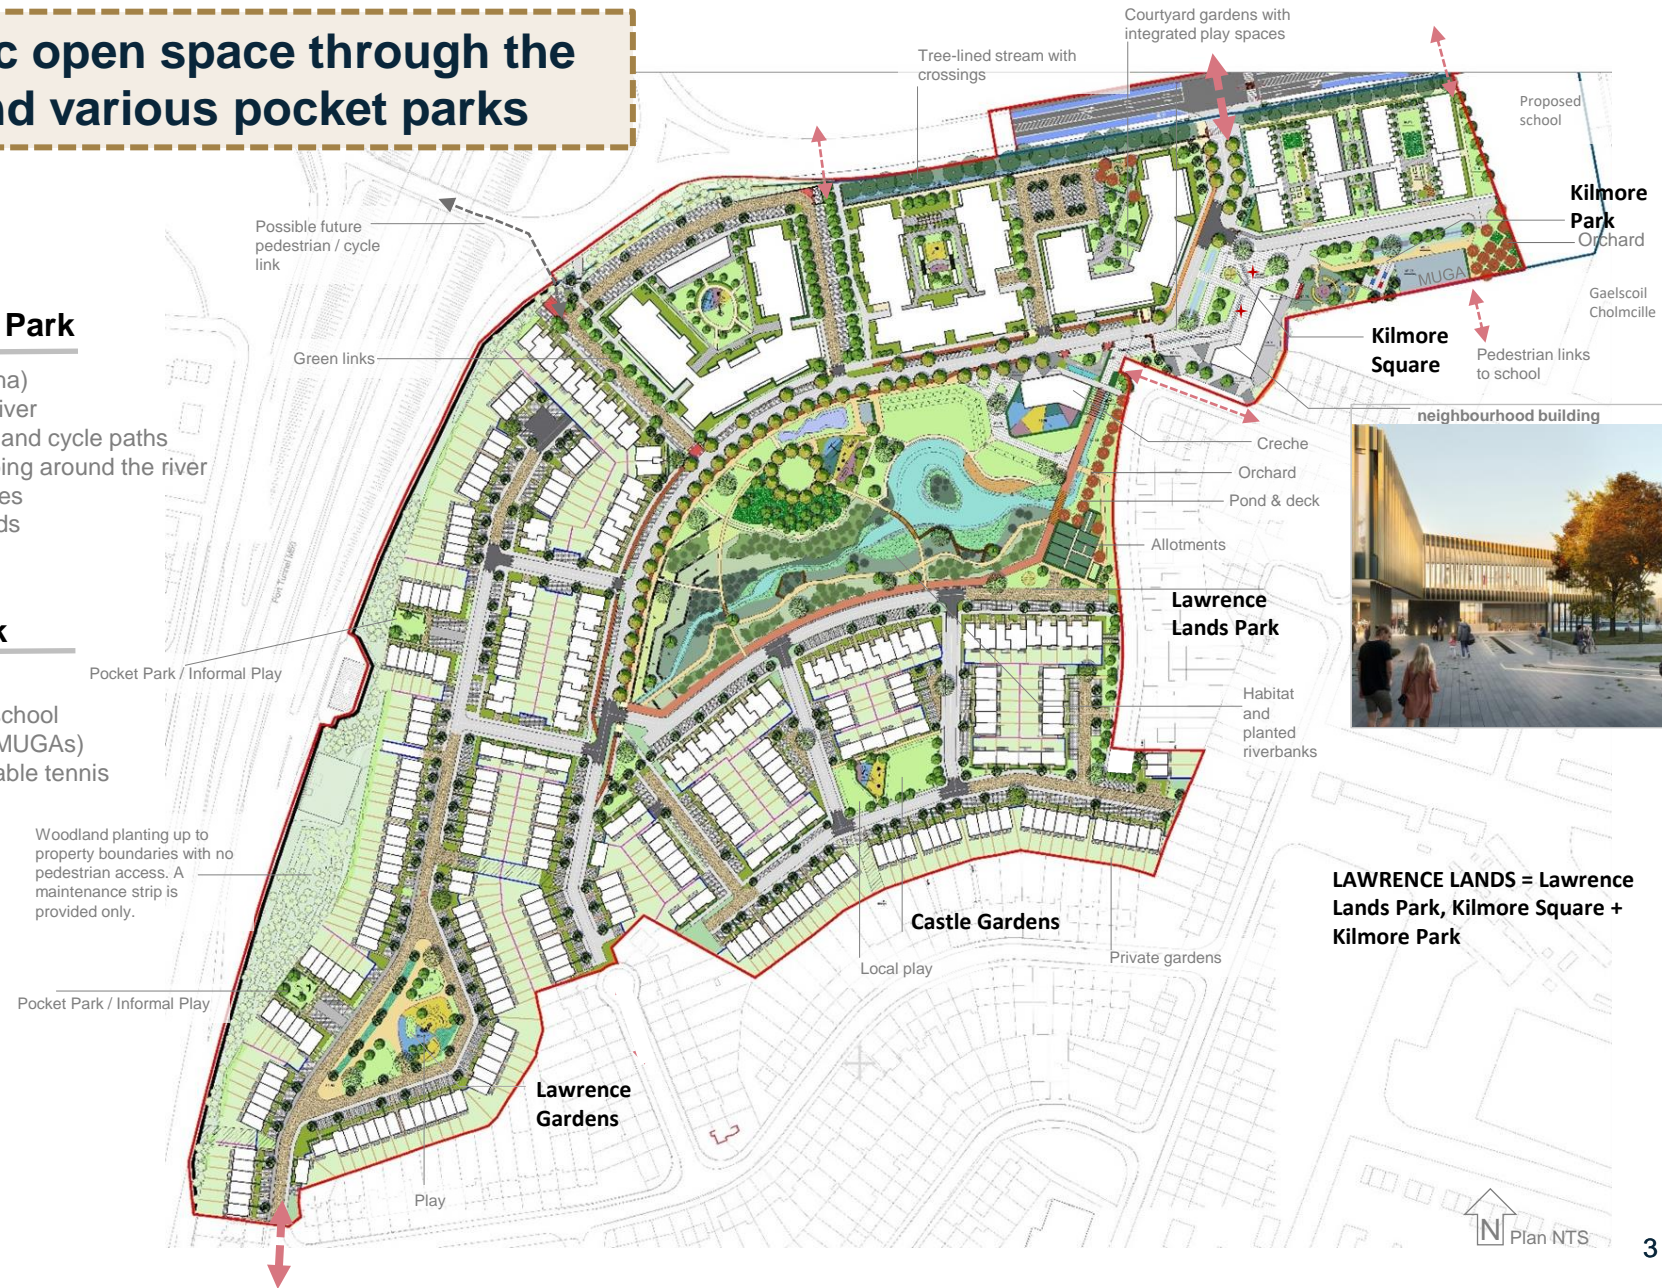 c open space through the
nd various pocket parks
Courtyard gardens with
integrated play spaces
Tree-lined stream with
crossings
Proposed
school
Kilmore
Park
Orchard
MUGA
Gaelscoil
Cholmcille
Possible future
pedestrian / cycle
link
Park
Green links
Kilmore
Square
Pedestrian links
to school
na)
iver
and cycle paths
ing around the river
es
ds
neighbourhood building
Creche
Orchard
Pond & deck
Allotments
Port Tunnel M50
Lawrence
Lands Park
k
Pocket Park / Informal Play
Habitat
and
planted
riverbanks
school
MUGAs)
able tennis
Woodland planting up to
property boundaries with no
pedestrian access. A
maintenance strip is
provided only.
LAWRENCE LANDS = Lawrence
Lands Park, Kilmore Square +
Kilmore Park
Castle Gardens
Local play
Private gardens
Pocket Park / Informal Play
Lawrence
Gardens
Play
N
Plan NTS
3